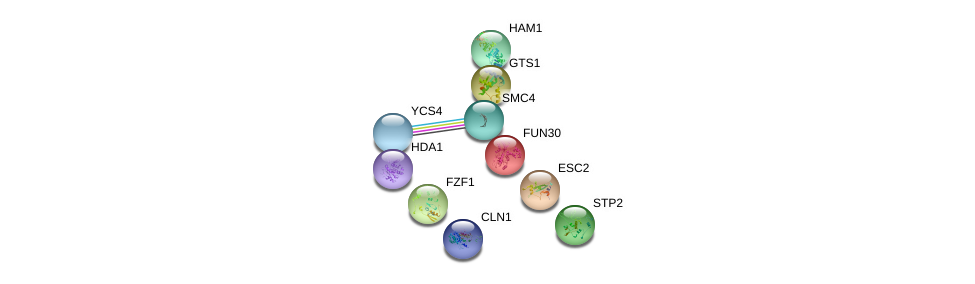 HAM1
GTS1
SMC4
YCS4
FUN30
HDA1
ESC2
FZF1
STP2
CLN1